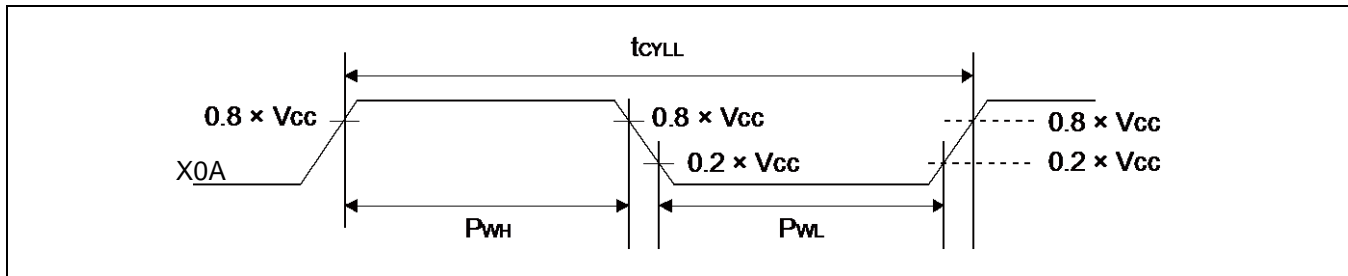 tCYLL
0.8 × VCC
0.8 × VCC
0.8 × VCC
0.2 × VCC
0.2 × VCC
X0A
PWH
PWL